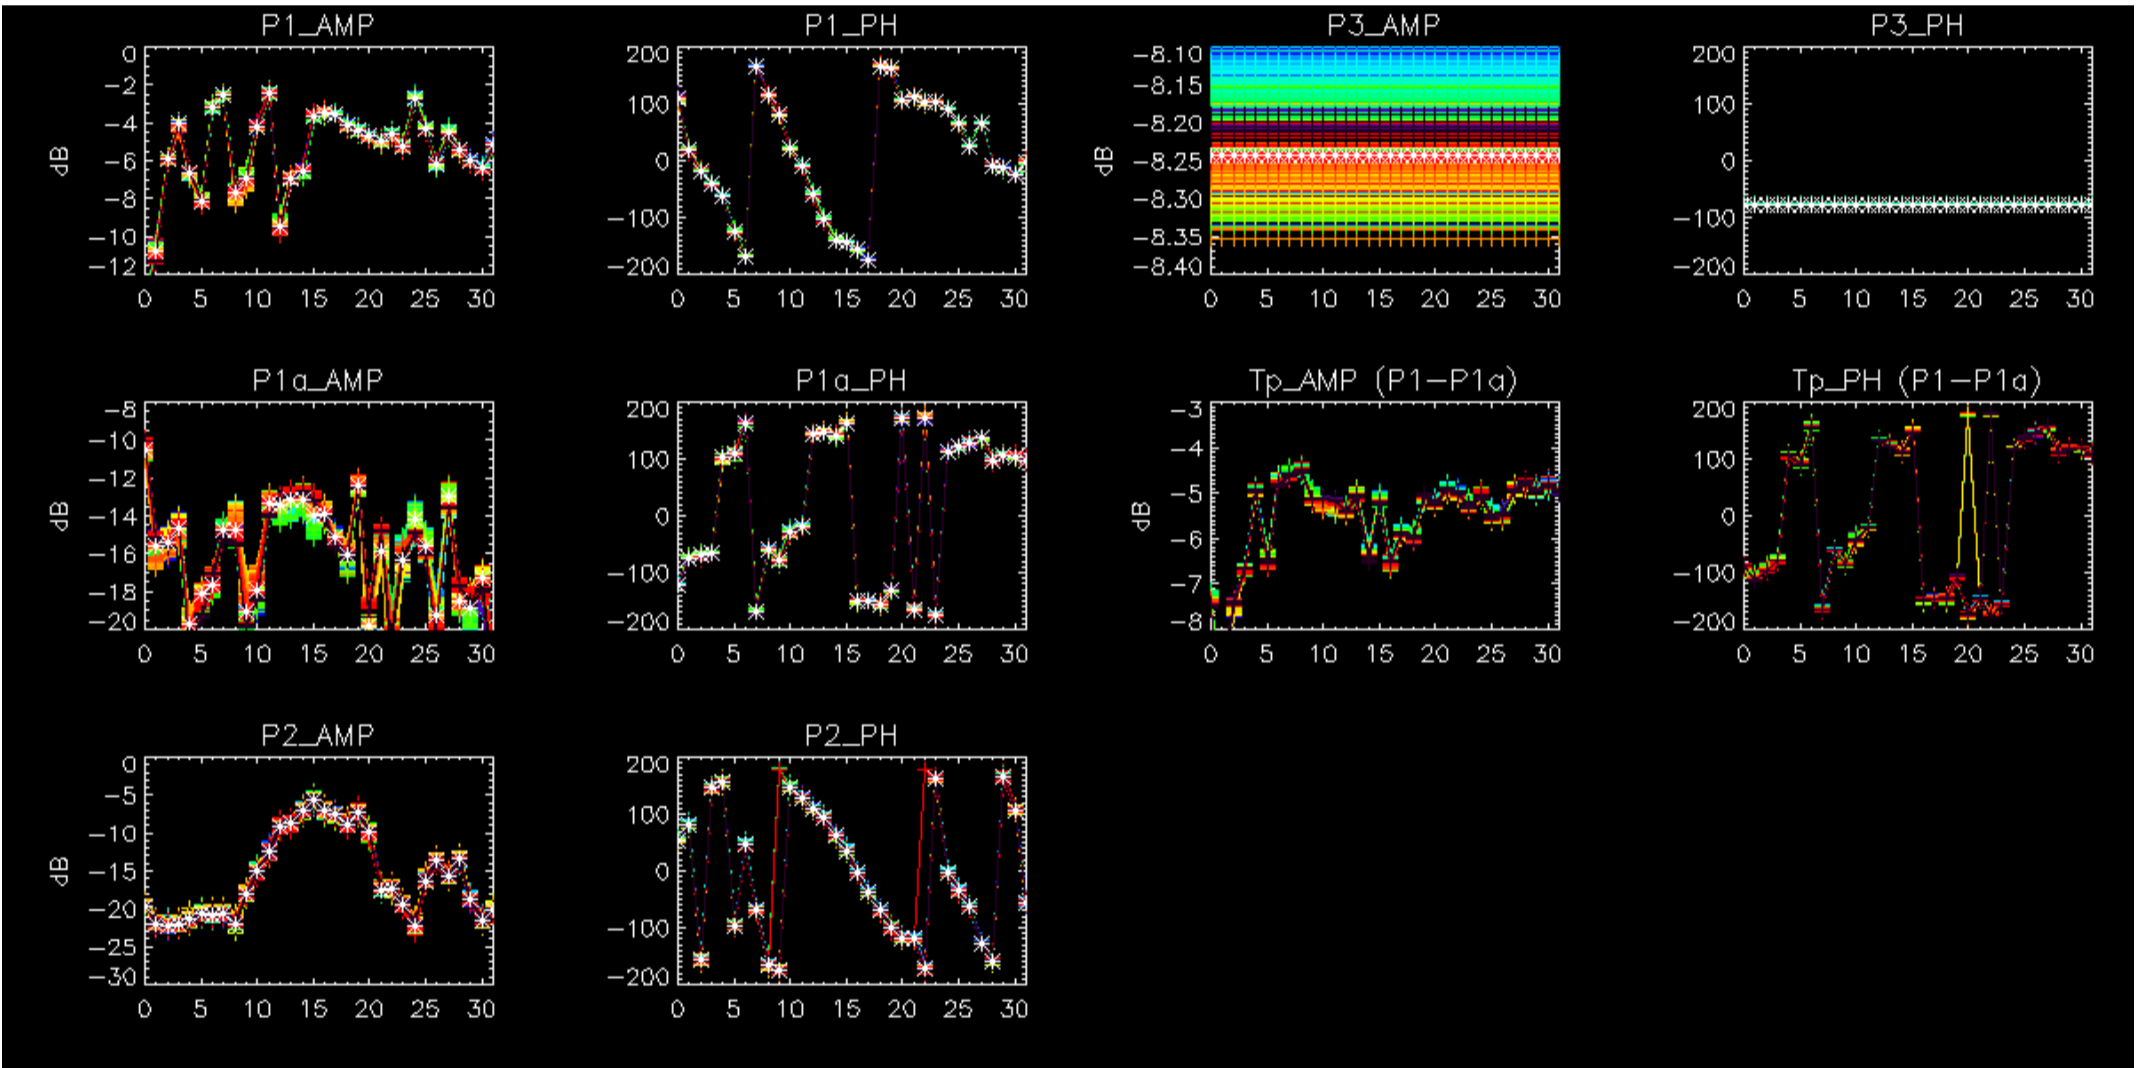 P1_AMP
dB
0
-2
-4
-6
-8
-10
-12
0 5 10 15 20 25 30
P1_PH
200
100
0
-100
-200
0 5 10 15 20 25 30
P3_AMP
dB
-8.10
-8.15
-8.20
-8.25
-8.30
-8.35
-8.40
0 5 10 15 20 25 30
P3_PH
200
100
0
-100
-200
0 5 10 15 20 25 30
P1a_AMP
dB
-8
-10
-12
-14
-16
-18
-20
0 5 10 15 20 25 30
P1a_PH
200
100
0
-100
-200
0 5 10 15 20 25 30
Tp_AMP (P1-P1a)
dB
-3
-4
-5
-6
-7
-8
0 5 10 15 20 25 30
Tp_PH (P1-P1a)
200
100
0
-100
-200
0 5 10 15 20 25 30
P2_AMP
dB
0
-5
-10
-15
-20
-25
-30
0 5 10 15 20 25 30
P2_PH
200
100
0
-100
-200
0 5 10 15 20 25 30